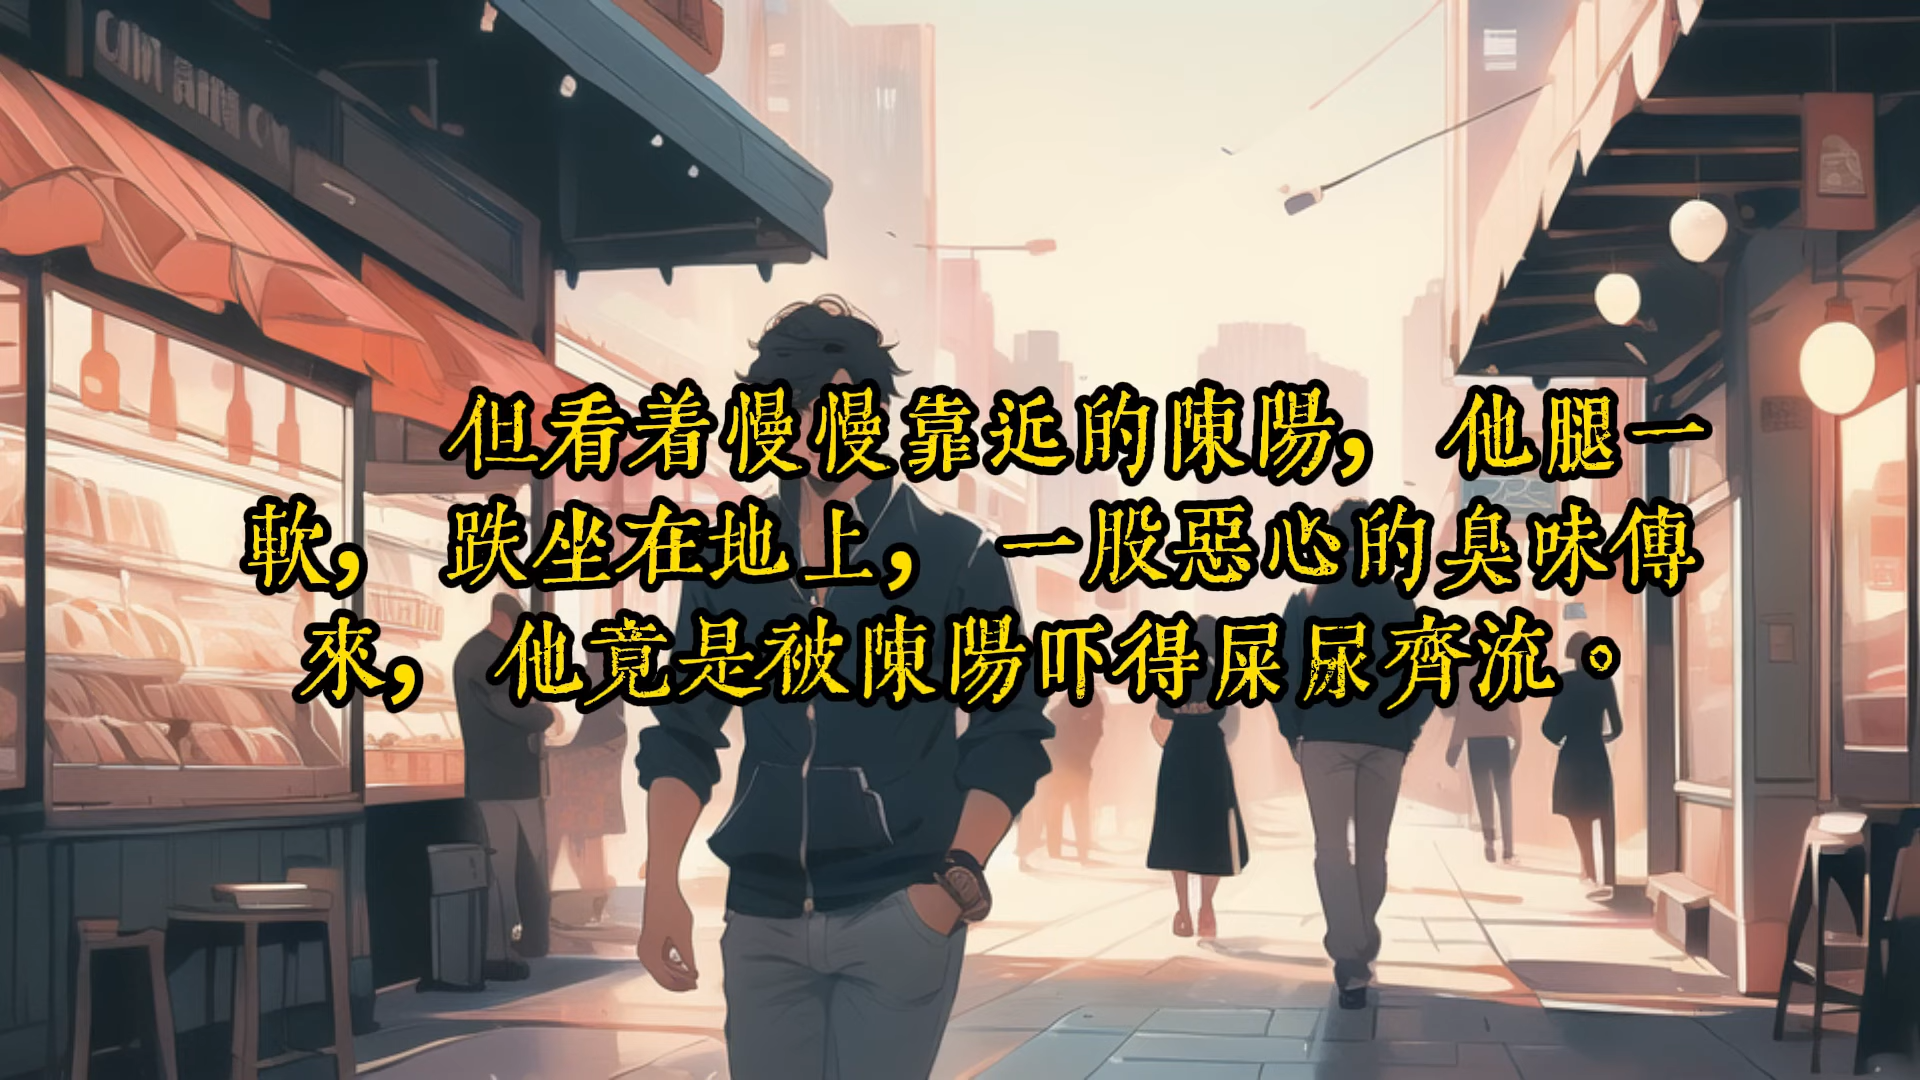 但看着慢慢靠近的陳陽，他腿一
軟，跌坐在地上，一股惡心的臭味傳
來，他竟是被陳陽吓得屎尿齊流。